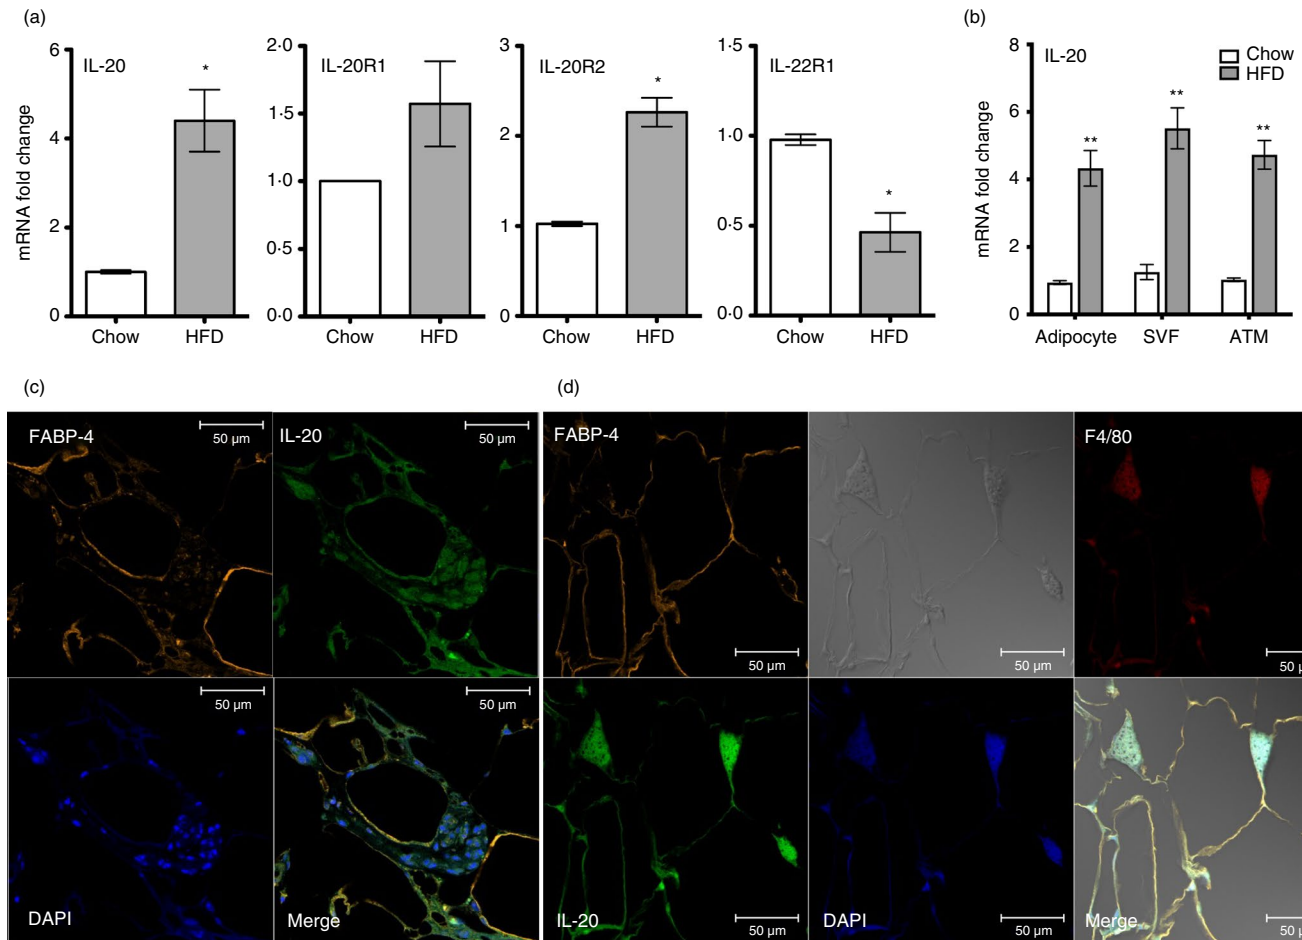 (a)
(b)
mRNA fold change
6
4
2
0
IL-20
*
Chow
HFD
2·0
1·5
1·0
0·5
0·0
IL-20R1
Chow
HFD
3
2
1
0
IL-20R2
*
Chow
HFD
1·5
1·0
0·5
0·0
IL-22R1
*
Chow
HFD
mRNA fold change
8
6
4
2
0
IL-20
Chow
HFD
**
**
**
Adipocyte
SVF
ATM
(c)
(d)
FABP-4
50 µm
IL-20
50 µm
DAPI
50 µm
Merge
50 µm
FABP-4
50 µm
50 µm
F4/80
50 µ
IL-20
50 µm
DAPI
50 µm
Merge
50 µ